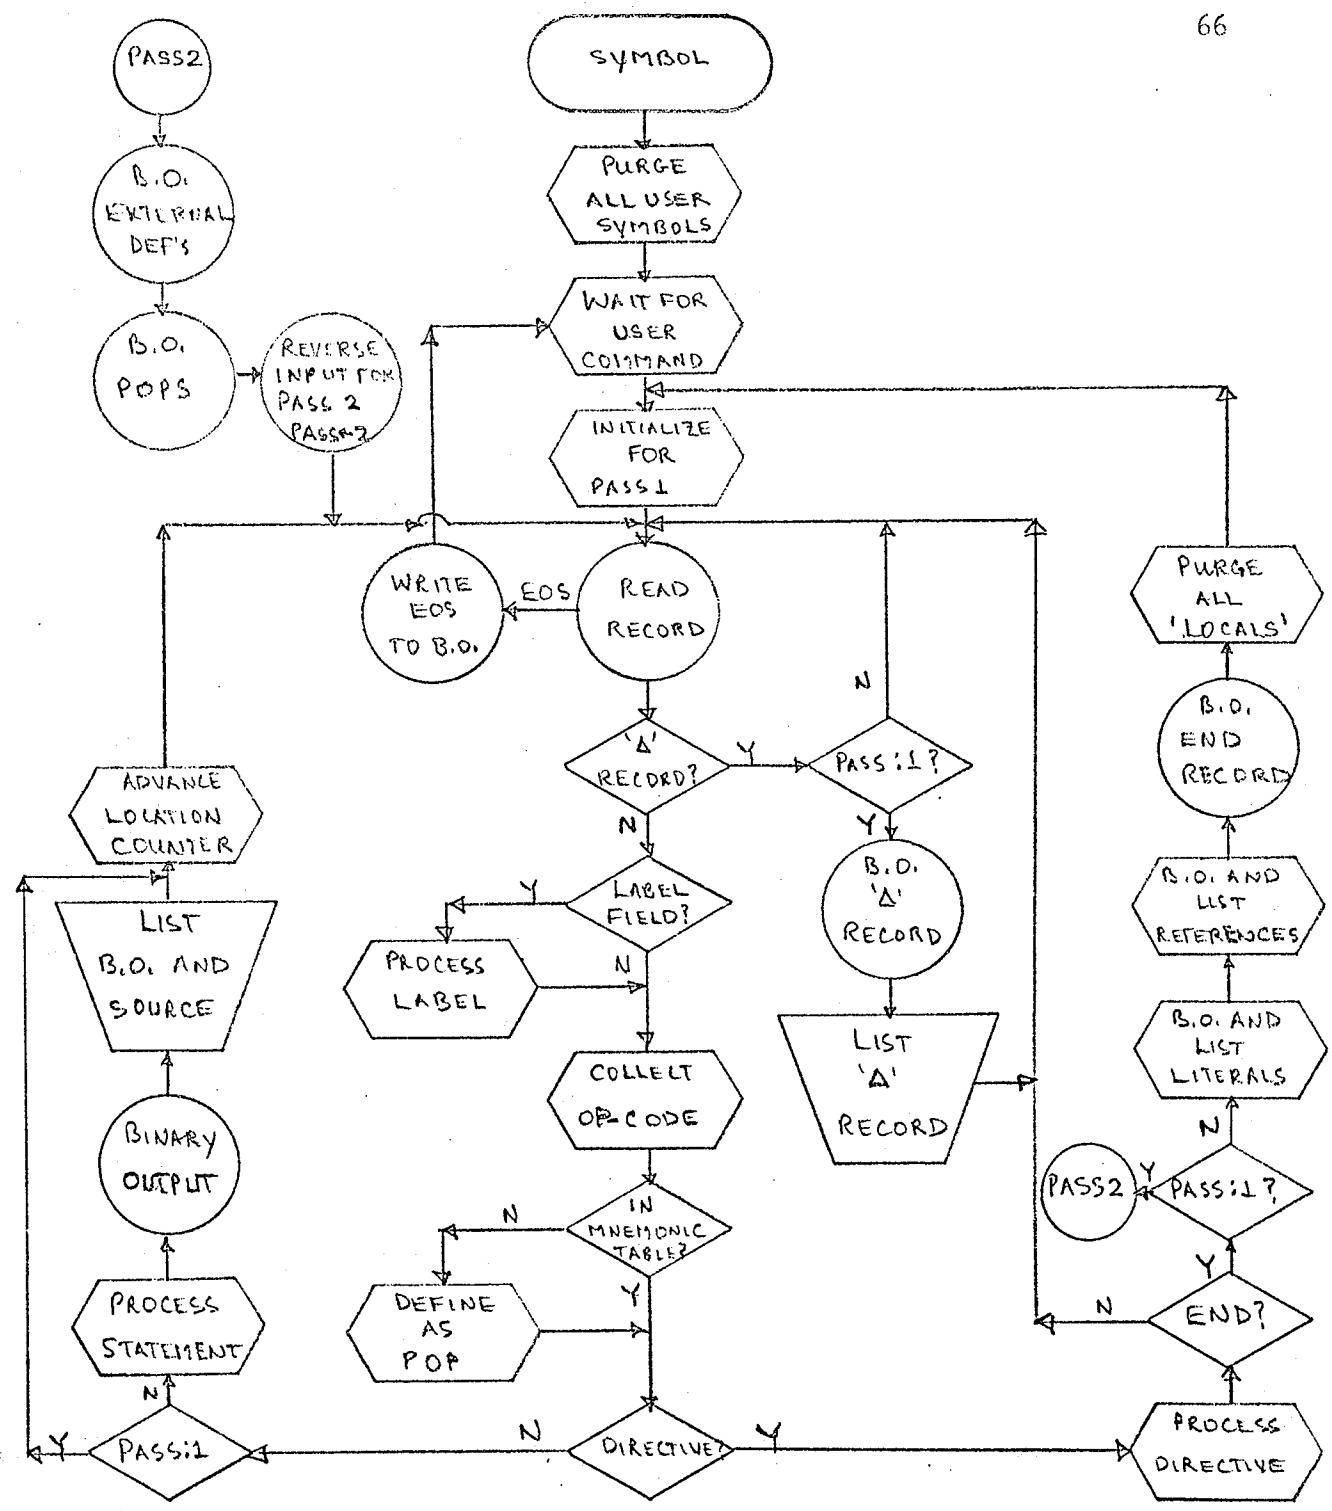 66
PASS2
B.O.
EXTERNAL
DEF'S
B.O.
POPS
REVERSE
INPUT FOR
PASS 2
SYMBOL
PURGE
ALL USER
SYMBOLS
WAIT FOR
USER
COMMAND
INITIALIZE
FOR
PASS 1
READ
RECORD
EOS
WRITE
EOS
TO B.O.
'Δ'
RECORD?
Y
N
PASS:1?
N
Y
B.O.
'Δ'
RECORD
LIST
'Δ'
RECORD
LABEL
FIELD?
Y
N
PROCESS
LABEL
COLLECT
OP-CODE
IN
MNEMONIC
TABLE?
N
Y
DEFINE
AS
POP
DIRECTIVE?
N
Y
PASS:1
Y
N
PROCESS
STATEMENT
BINARY
OUTPUT
LIST
B.O. AND
SOURCE
ADVANCE
LOCATION
COUNTER
PROCESS
DIRECTIVE
END?
N
Y
PASS:1?
Y
PASS2
N
B.O. AND
LIST
LITERALS
B.O. AND
LIST
REFERENCES
B.O.
END
RECORD
PURGE
ALL
'LOCALS'